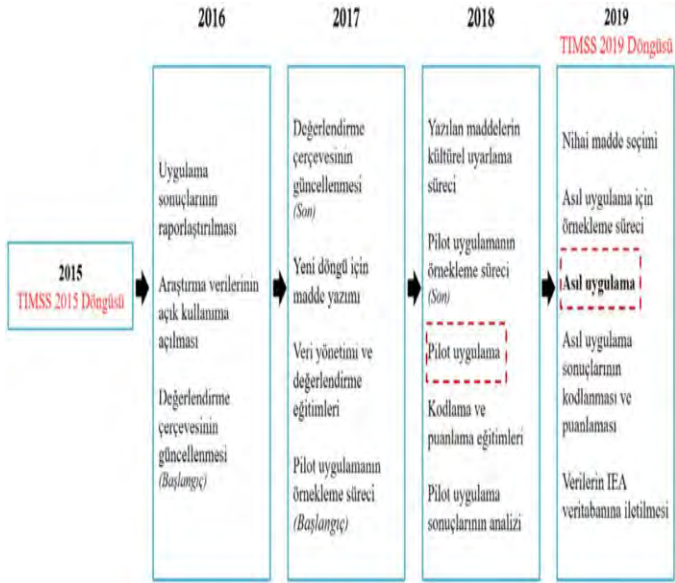 2015
TIMSS 2015 Döngüsü
2016
Uygulama
sonuçlarının
raporlaştırılması
Araştırma verilerinin
açık kullanıma
açılması
Değerlendirme
çerçevesinin
güncellenmesi
(Başlangıç)
2017
Değerlendirme
çerçevesinin
güncellenmesi
(Son)
Yeni döngü için
madde yazımı
Veri yönetimi ve
değerlendirme
eğitimleri
Pilot uygulamanın
örnekleme süreci
(Başlangıç)
2018
Yazılan maddelerin
kültürel uyarlama
süreci
Pilot uygulamanın
örnekleme süreci
(Son)
Pilot uygulama
Kodlama ve
puanlama eğitimleri
Pilot uygulama
sonuçlarının analizi
2019
TIMSS 2019 Döngüsü
Nihai madde seçimi
Asıl uygulama için
örnekleme süreci
Asıl uygulama
Asıl uygulama
sonuçlarının
kodlanması ve
puanlaması
Verilerin IEA
veritabanına iletilmesi